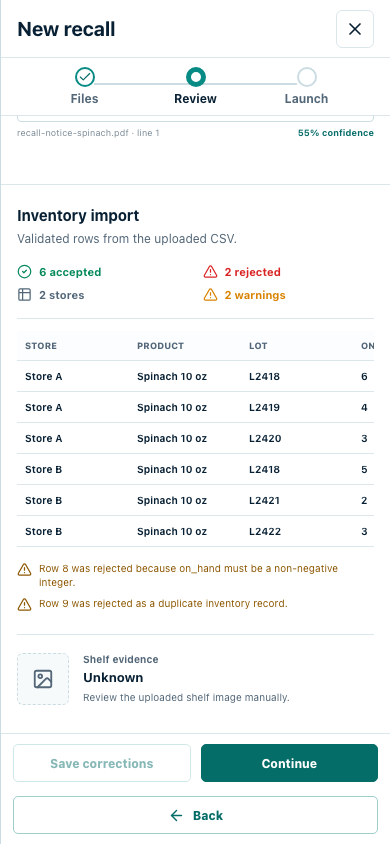 New recall
Files
Review
Launch
recall-notice-spinach.pdf · line 1
55% confidence
Inventory import
Validated rows from the uploaded CSV.
6 accepted
2 rejected
2 stores
2 warnings
STORE PRODUCT LOT ON
Store A Spinach 10 oz L2418 6
Store A Spinach 10 oz L2419 4
Store A Spinach 10 oz L2420 3
Store B Spinach 10 oz L2418 5
Store B Spinach 10 oz L2421 2
Store B Spinach 10 oz L2422 3
Row 8 was rejected because on_hand must be a non-negative
integer.
Row 9 was rejected as a duplicate inventory record.
Shelf evidence
Unknown
Review the uploaded shelf image manually.
Save corrections
Continue
Back